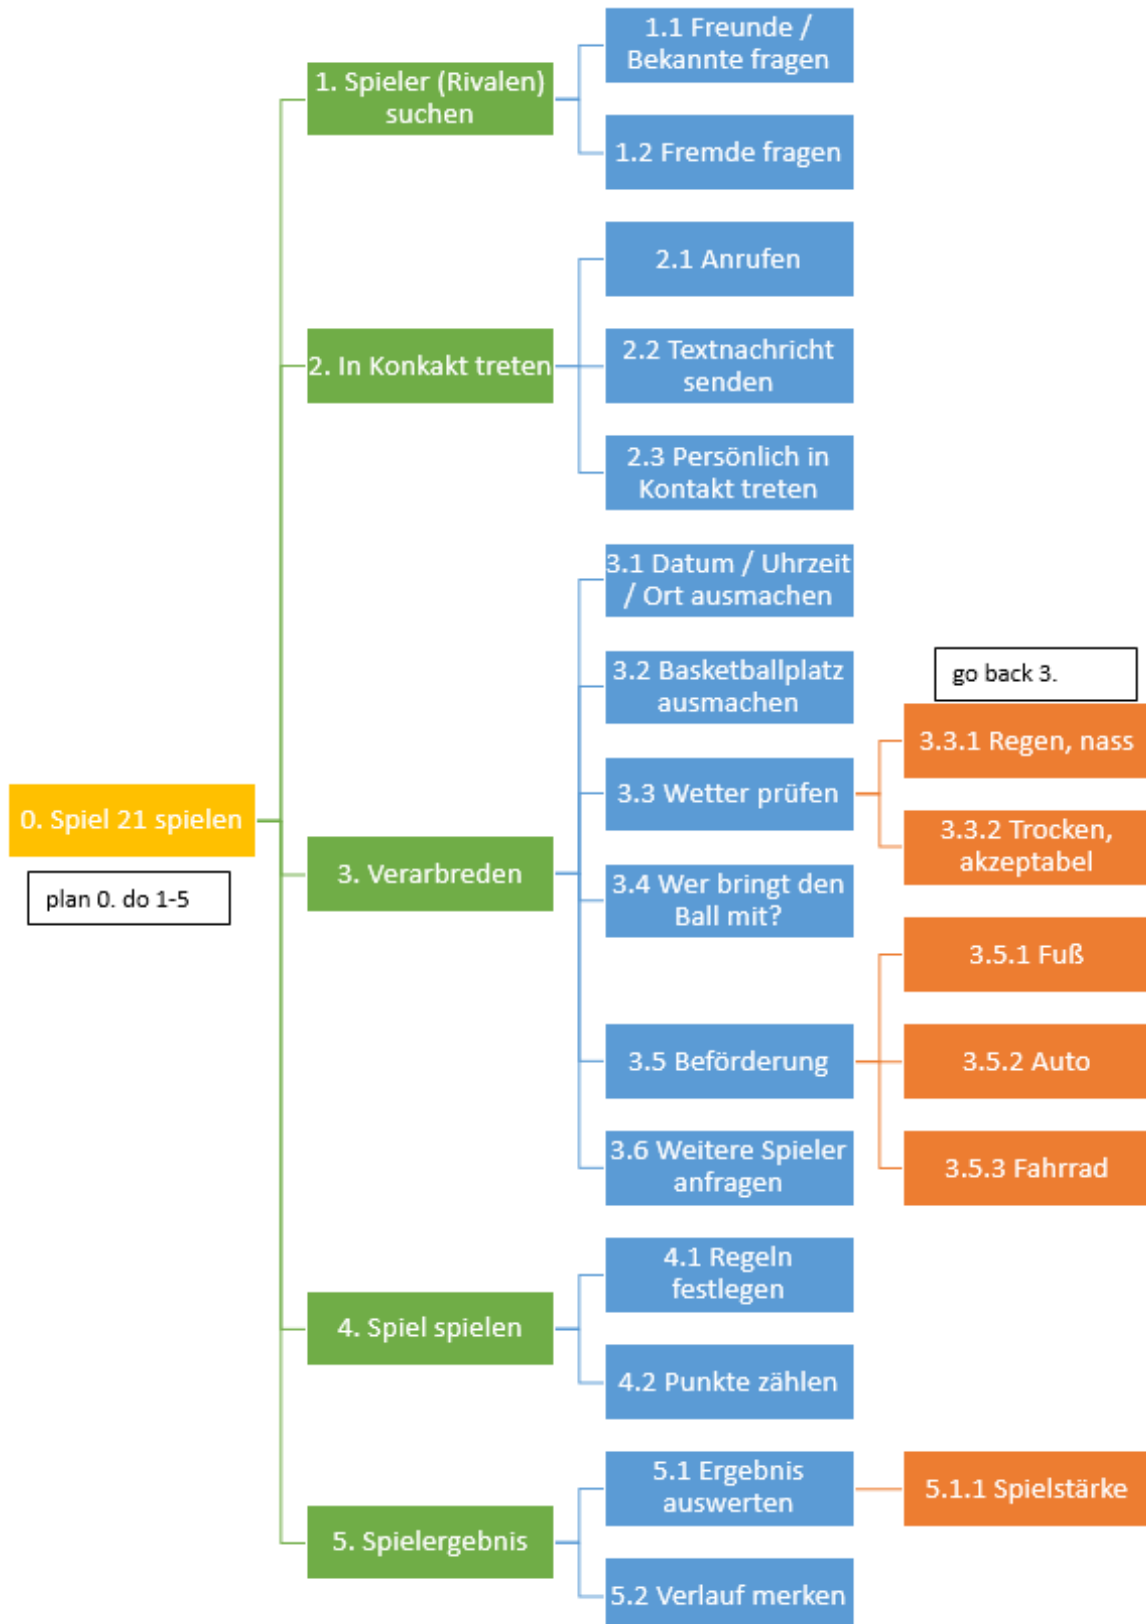 1. Spieler (Rivalen)
suchen
1.1 Freunde /
Bekannte fragen
1.2 Fremde fragen
2. In Konkakt treten
2.1 Anrufen
2.2 Textnachricht
senden
2.3 Persönlich in
Kontakt treten
0. Spiel 21 spielen
plan 0. do 1-5
3. Verarbreden
3.1 Datum / Uhrzeit
/ Ort ausmachen
3.2 Basketballplatz
ausmachen
3.3 Wetter prüfen
go back 3.
3.3.1 Regen, nass
3.3.2 Trocken,
akzeptabel
3.4 Wer bringt den
Ball mit?
3.5 Beförderung
3.5.1 Fuß
3.5.2 Auto
3.5.3 Fahrrad
3.6 Weitere Spieler
anfragen
4. Spiel spielen
4.1 Regeln
festlegen
4.2 Punkte zählen
5. Spielergebnis
5.1 Ergebnis
auswerten
5.1.1 Spielstärke
5.2 Verlauf merken